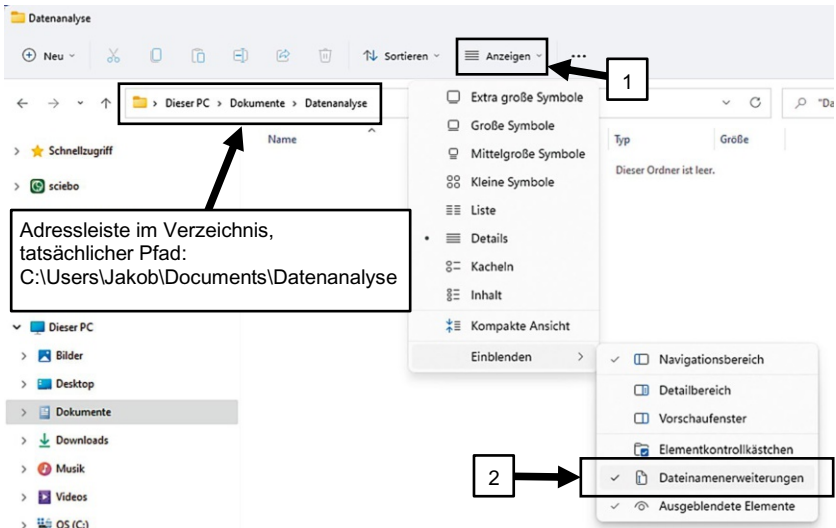 Datenanalyse
Neu
Sortieren
Anzeigen
...
1
Dieser PC > Dokumente > Datenanalyse
"Da
Name
Typ
Größe
Dieser Ordner ist leer.
Schnellzugriff
sciebo
Adressleiste im Verzeichnis,
tatsächlicher Pfad:
C:\Users\Jakob\Documents\Datenanalyse
Dieser PC
Bilder
Desktop
Dokumente
Downloads
Musik
Videos
OS (C:)
Extra große Symbole
Große Symbole
Mittelgroße Symbole
Kleine Symbole
Liste
Details
Kacheln
Inhalt
Kompakte Ansicht
Einblenden
Navigationsbereich
Detailbereich
Vorschaufenster
Elementkontrollkästchen
2
Dateinamenerweiterungen
Ausgeblendete Elemente